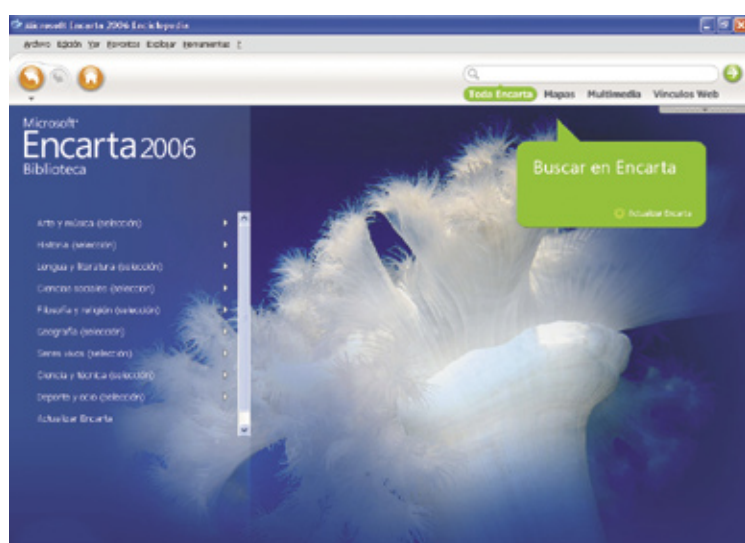 Microsoft Encarta 2006 Enciclopedia
Archivo Edición Ver Favoritos Explorar Herramientas ?
Toda Encarta Mapas Multimedia Vínculos Web
Microsoft
Encarta 2006
Biblioteca
Buscar en Encarta
Actualizar Encarta
Arte y música (selección)
Historia (selección)
Lengua y literatura (selección)
Ciencias sociales (selección)
Filosofía y religión (selección)
Geografía (selección)
Seres vivos (selección)
Ciencia y técnica (selección)
Deporte y ocio (selección)
Actualizar Encarta